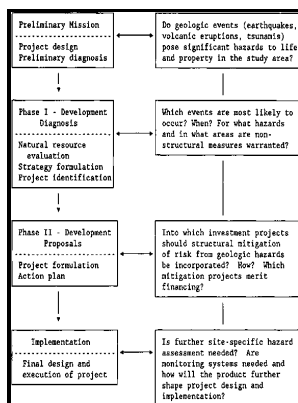 Preliminary Mission
Project design
Preliminary diagnosis
Do geologic events (earthquakes,
volcanic eruptions, tsunamis)
pose significant hazards to life
and property in the study area?
Phase I - Development
Diagnosis
Natural resource
evaluation
Strategy formulation
Project identification
Which events are most likely to
occur? When? For what hazards
and in what areas are non-
structural measures warranted?
Phase II - Development
Proposals
Project formulation
Action plan
Into which investment projects
should structural mitigation
of risk from geologic hazards
be incorporated? How? Which
mitigation projects merit
financing?
Implementation
Final design and
execution of project
Is further site-specific hazard
assessment needed? Are
monitoring systems needed and
how will the product further
shape project design and
implementation?